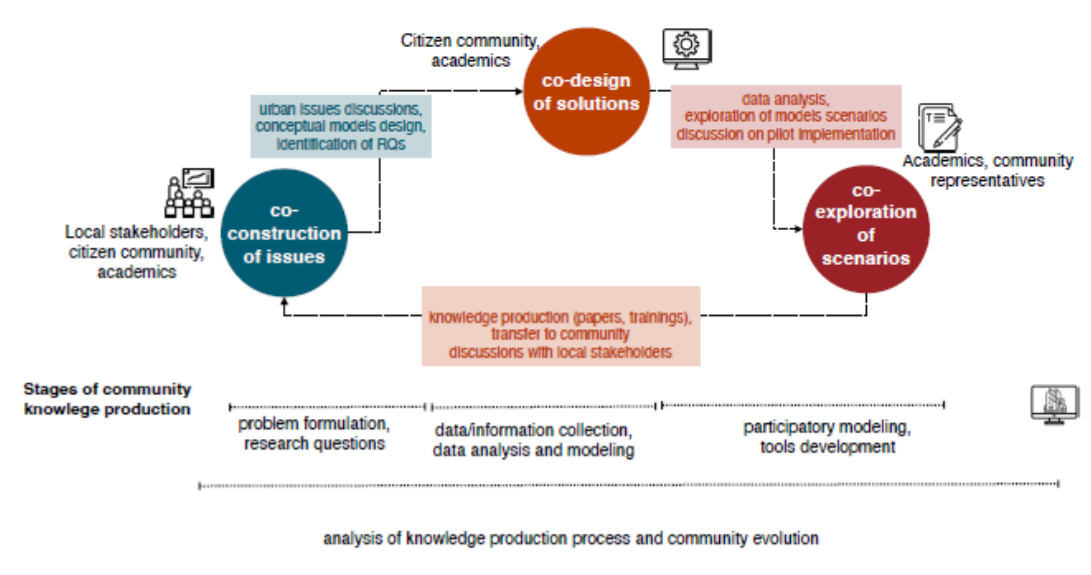 Citizen community,
academics
co-design
of solutions
urban issues discussions,
conceptual models design,
identification of RQs
data analysis,
exploration of models scenarios
discussion on pilot implementation
Academics, community
representatives
co-
construction
of issues
Local stakeholders,
citizen community,
academics
co-
exploration
of
scenarios
knowledge production (papers, trainings),
transfer to community
discussions with local stakeholders
Stages of community
knowlege production
problem formulation,
research questions
data/information collection,
data analysis and modeling
participatory modeling,
tools development
analysis of knowledge production process and community evolution